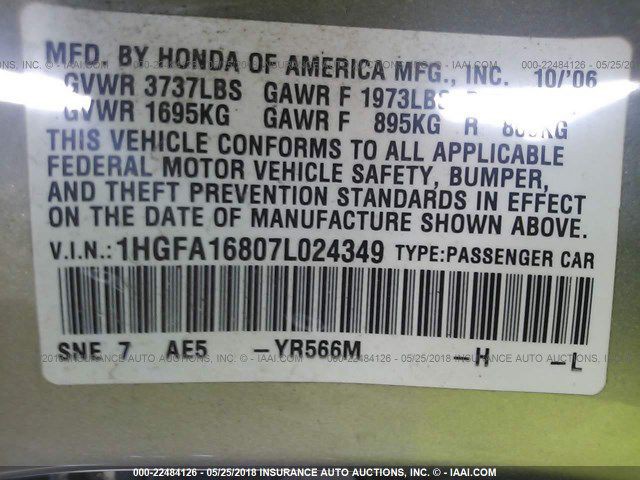 MFD. BY HONDA OF AMERICA MFG., INC. 10/'06
GVWR 3737LBS GAWR F 1973LBS
GVWR 1695KG GAWR F 895KG R KG
THIS VEHICLE CONFORMS TO ALL APPLICABLE
FEDERAL MOTOR VEHICLE SAFETY, BUMPER,
AND THEFT PREVENTION STANDARDS IN EFFECT
ON THE DATE OF MANUFACTURE SHOWN ABOVE.
V.I.N.: 1HGFA16807L024349 TYPE:PASSENGER CAR
SNE 7 AE5 -YR566M -H -L
000-22484126 - 05/25/2018 INSURANCE AUTO AUCTIONS, INC. - IAAI.COM